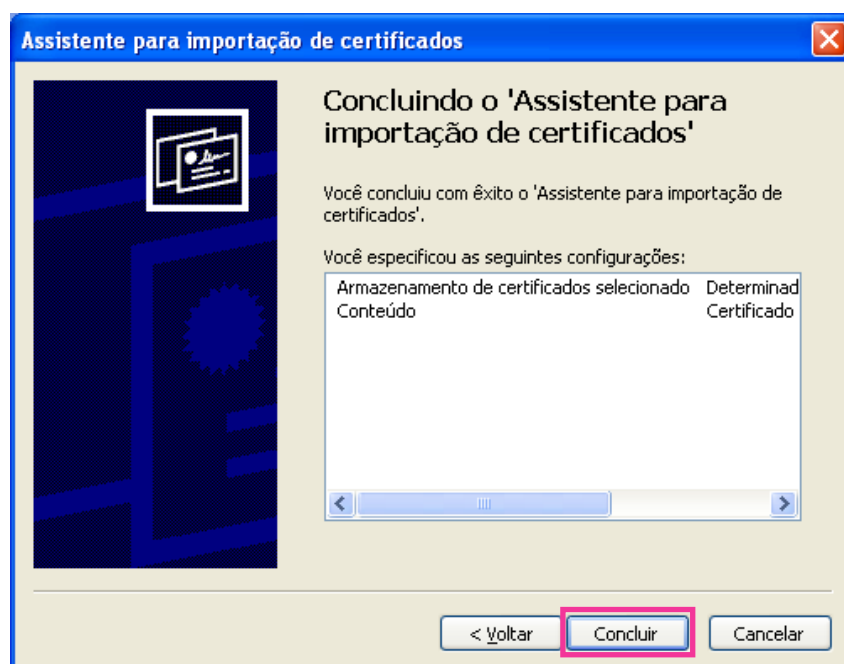 Assistente para importação de certificados
Concluindo o 'Assistente para
importação de certificados'
Você concluiu com êxito o 'Assistente para importação de
certificados'.
Você especificou as seguintes configurações:
Armazenamento de certificados selecionado Determinad
Conteúdo Certificado
< Voltar Concluir Cancelar